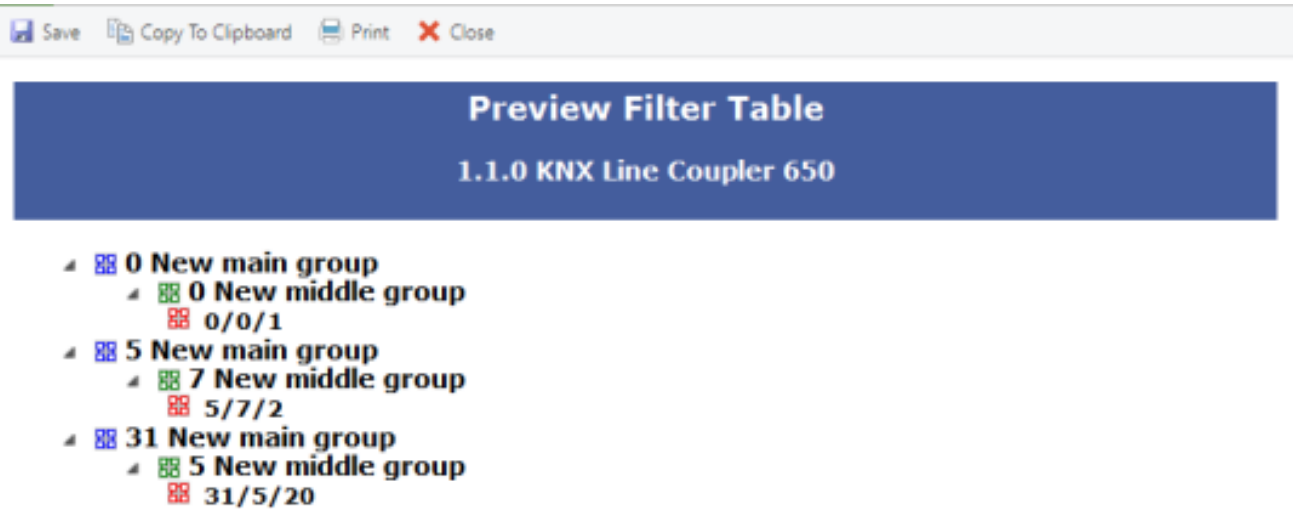 Save Copy To Clipboard Print Close
Preview Filter Table
1.1.0 KNX Line Coupler 650
0 New main group
0 New middle group
0/0/1
5 New main group
7 New middle group
5/7/2
31 New main group
5 New middle group
31/5/20